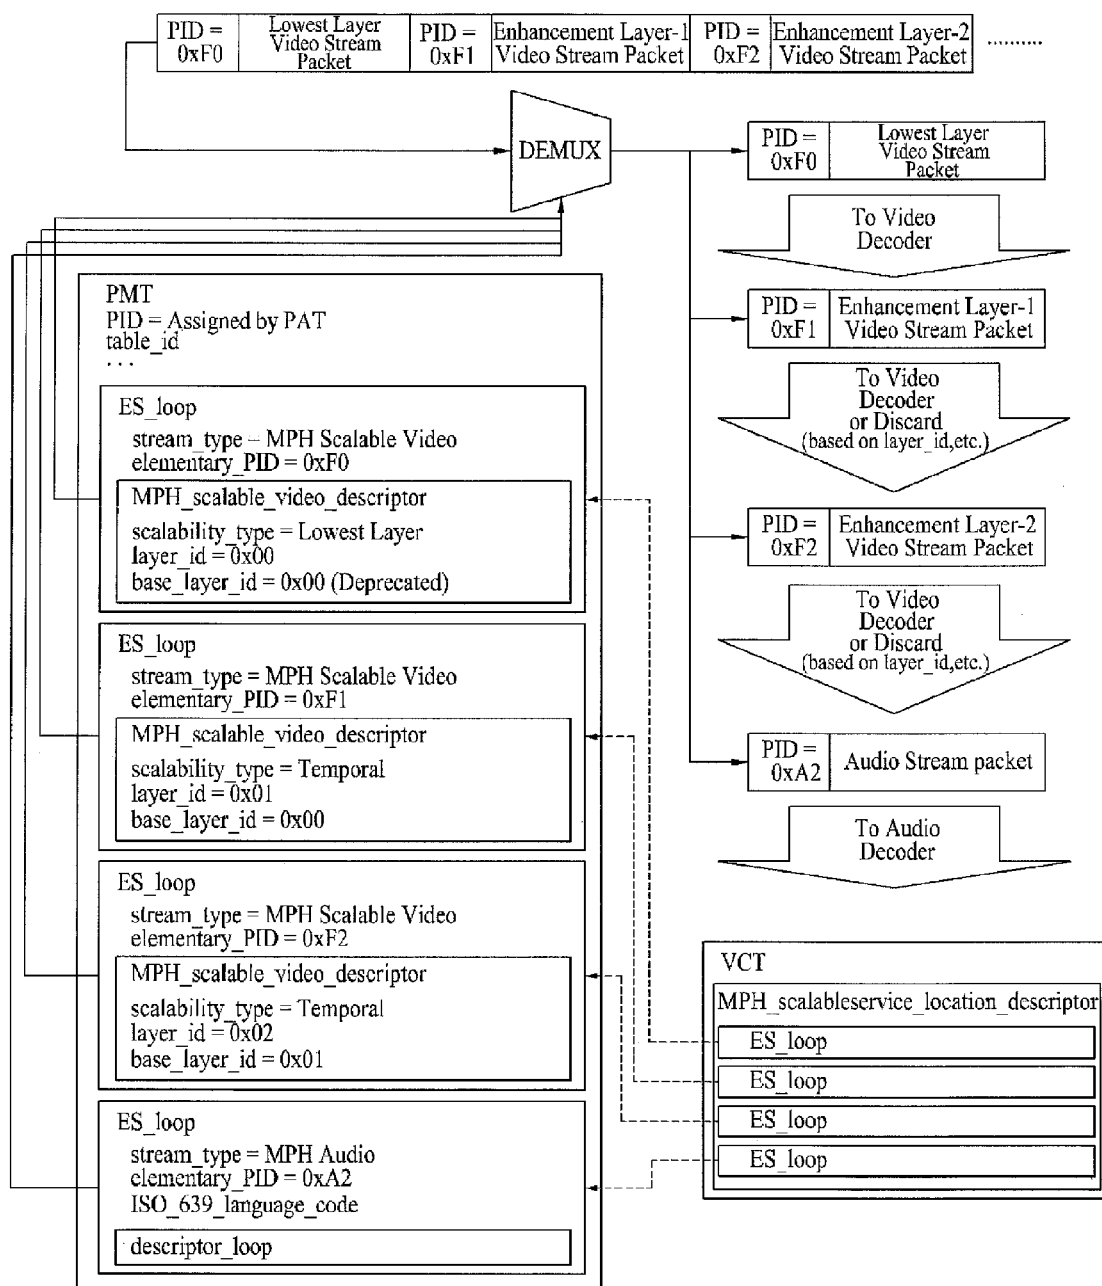 PID =
0xF0
Lowest Layer
Video Stream
Packet
PID =
0xF1
Enhancement Layer-1
Video Stream Packet
PID =
0xF2
Enhancement Layer-2
Video Stream Packet
..........
DEMUX
PID =
0xF0
Lowest Layer
Video Stream
Packet
To Video
Decoder
PID =
0xF1
Enhancement Layer-1
Video Stream Packet
To Video
Decoder
or Discard
(based on layer_id,etc.)
PID =
0xF2
Enhancement Layer-2
Video Stream Packet
To Video
Decoder
or Discard
(based on layer_id,etc.)
PID =
0xA2
Audio Stream packet
To Audio
Decoder
PMT
PID = Assigned by PAT
table_id
...
ES_loop
stream_type – MPH Scalable Video
elementary_PID = 0xF0
MPH_scalable_video_descriptor
scalability_type = Lowest Layer
layer_id = 0x00
base_layer_id = 0x00 (Deprecated)
ES_loop
stream_type = MPH Scalable Video
elementary_PID = 0xF1
MPH_scalable_video_descriptor
scalability_type = Temporal
layer_id = 0x01
base_layer_id = 0x00
ES_loop
stream_type = MPH Scalable Video
elementary_PID = 0xF2
MPH_scalable_video_descriptor
scalability_type = Temporal
layer_id = 0x02
base_layer_id = 0x01
ES_loop
stream_type = MPH Audio
elementary_PID = 0xA2
ISO_639_language_code
descriptor_loop
VCT
MPH_scalableservice_location_descriptor
ES_loop
ES_loop
ES_loop
ES_loop